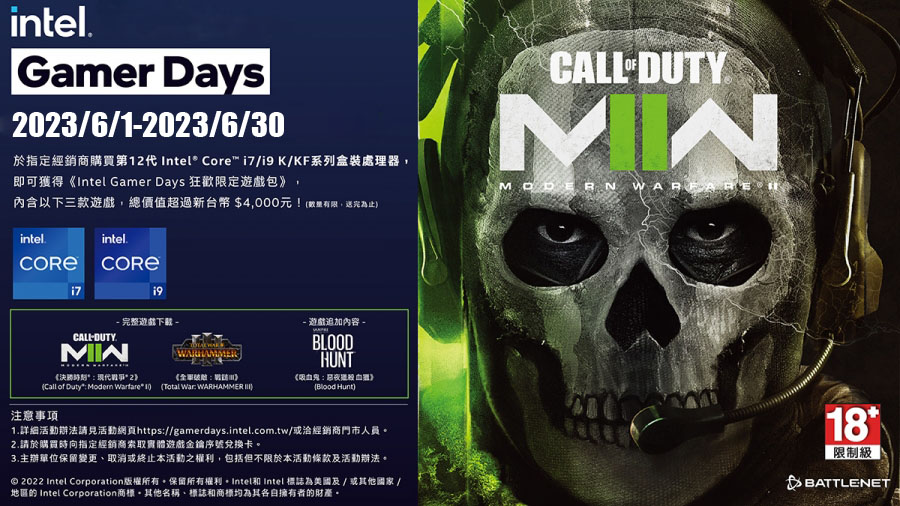 intel.
Gamer Days
2023/6/1-2023/6/30
於指定經銷商購買第12代 Intel® Core™ i7/i9 K/KF系列盒裝處理器，
即可獲得《Intel Gamer Days 狂歡限定遊戲包》，
內含以下三款遊戲，總價值超過新台幣 $4,000元！(數量有限，送完為止)
intel. CORE i7
intel. CORE i9
- 完整遊戲下載 -
CALL OF DUTY
MWII
MODERN WARFARE II
《決勝時刻®：現代戰爭® 2》
(Call of Duty®: Modern Warfare® II)
TOTAL WAR
WARHAMMER
《全軍破敵：戰鎚III》
(Total War: WARHAMMER III)
- 遊戲追加內容 -
VAMPIRE
BLOOD
HUNT
《吸血鬼：惡夜獵殺 血獵》
(Blood Hunt)
注意事項
1.詳細活動辦法請見活動網頁https://gamerdays.intel.com.tw/或洽經銷商門市人員。
2.請於購買時向指定經銷商索取實體遊戲金鑰序號兌換卡。
3.主辦單位保留變更、取消或終止本活動之權利，包括但不限於本活動條款及活動辦法。
© 2022 Intel Corporation版權所有。保留所有權利。Intel和 Intel 標誌為美國及 / 或其他國家 /
地區的 Intel Corporation商標。其他名稱、標誌和商標均為其各自擁有者的財產。
CALL OF DUTY®
MWII
MODERN WARFARE® II
18+
限制級
BATTLE.NET